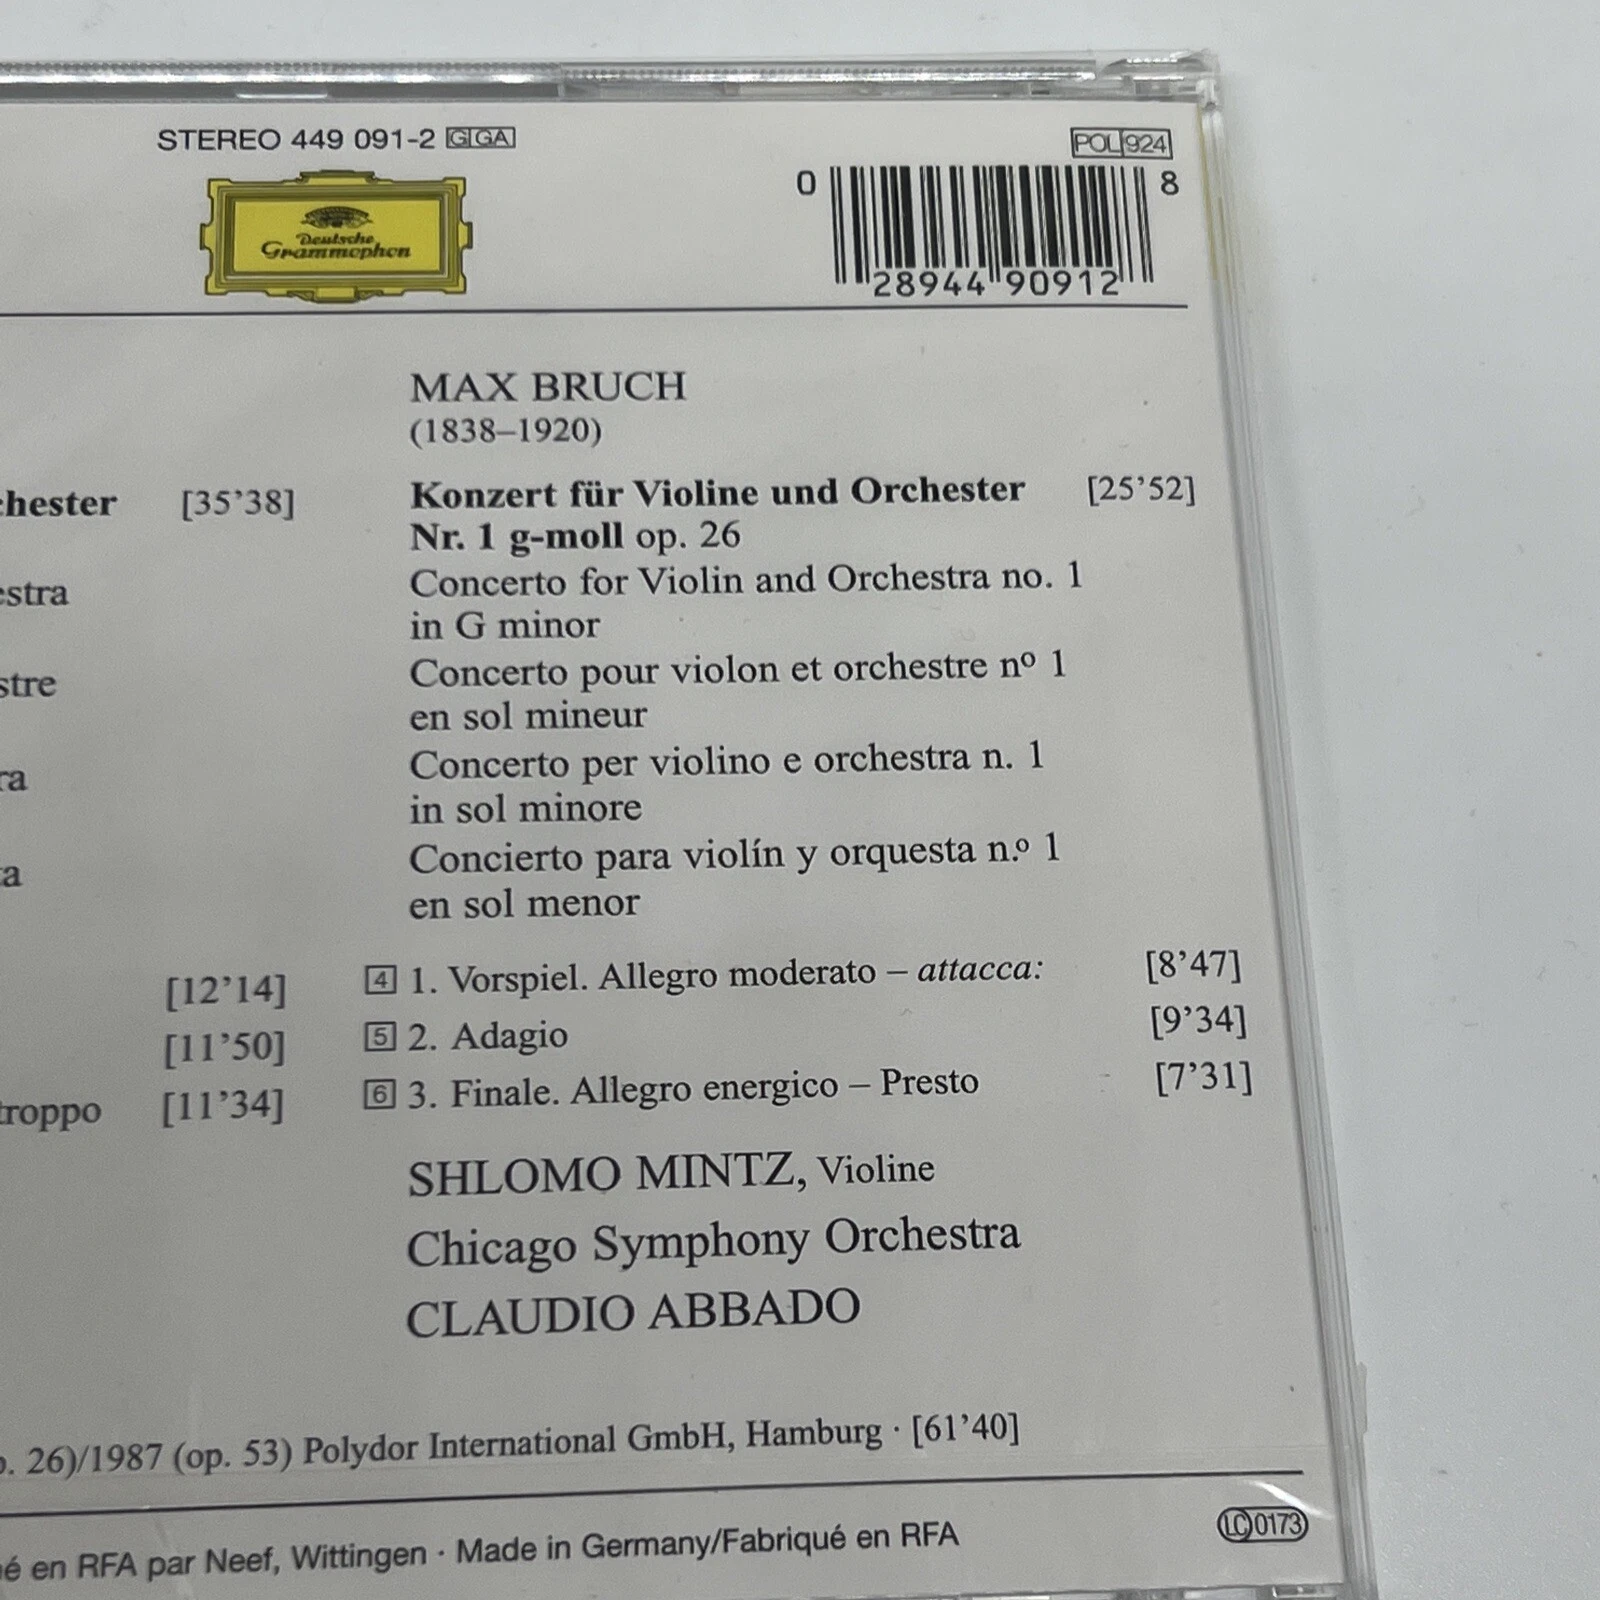 STEREO 449 091-2 GGA
POL 924
Deutsche
Grammophon
0 28944 90912 8
MAX BRUCH
(1838–1920)
chester [35'38]
Konzert für Violine und Orchester [25'52]
Nr. 1 g-moll op. 26
estra
Concerto for Violin and Orchestra no. 1
in G minor
stre
Concerto pour violon et orchestre nº 1
en sol mineur
ra
Concerto per violino e orchestra n. 1
in sol minore
ta
Concierto para violín y orquesta n.º 1
en sol menor
[12'14]
[11'50]
troppo [11'34]
4 1. Vorspiel. Allegro moderato – attacca: [8'47]
5 2. Adagio [9'34]
6 3. Finale. Allegro energico – Presto [7'31]
SHLOMO MINTZ, Violine
Chicago Symphony Orchestra
CLAUDIO ABBADO
p. 26)/1987 (op. 53) Polydor International GmbH, Hamburg · [61'40]
é en RFA par Neef, Wittingen · Made in Germany/Fabriqué en RFA
LC 0173